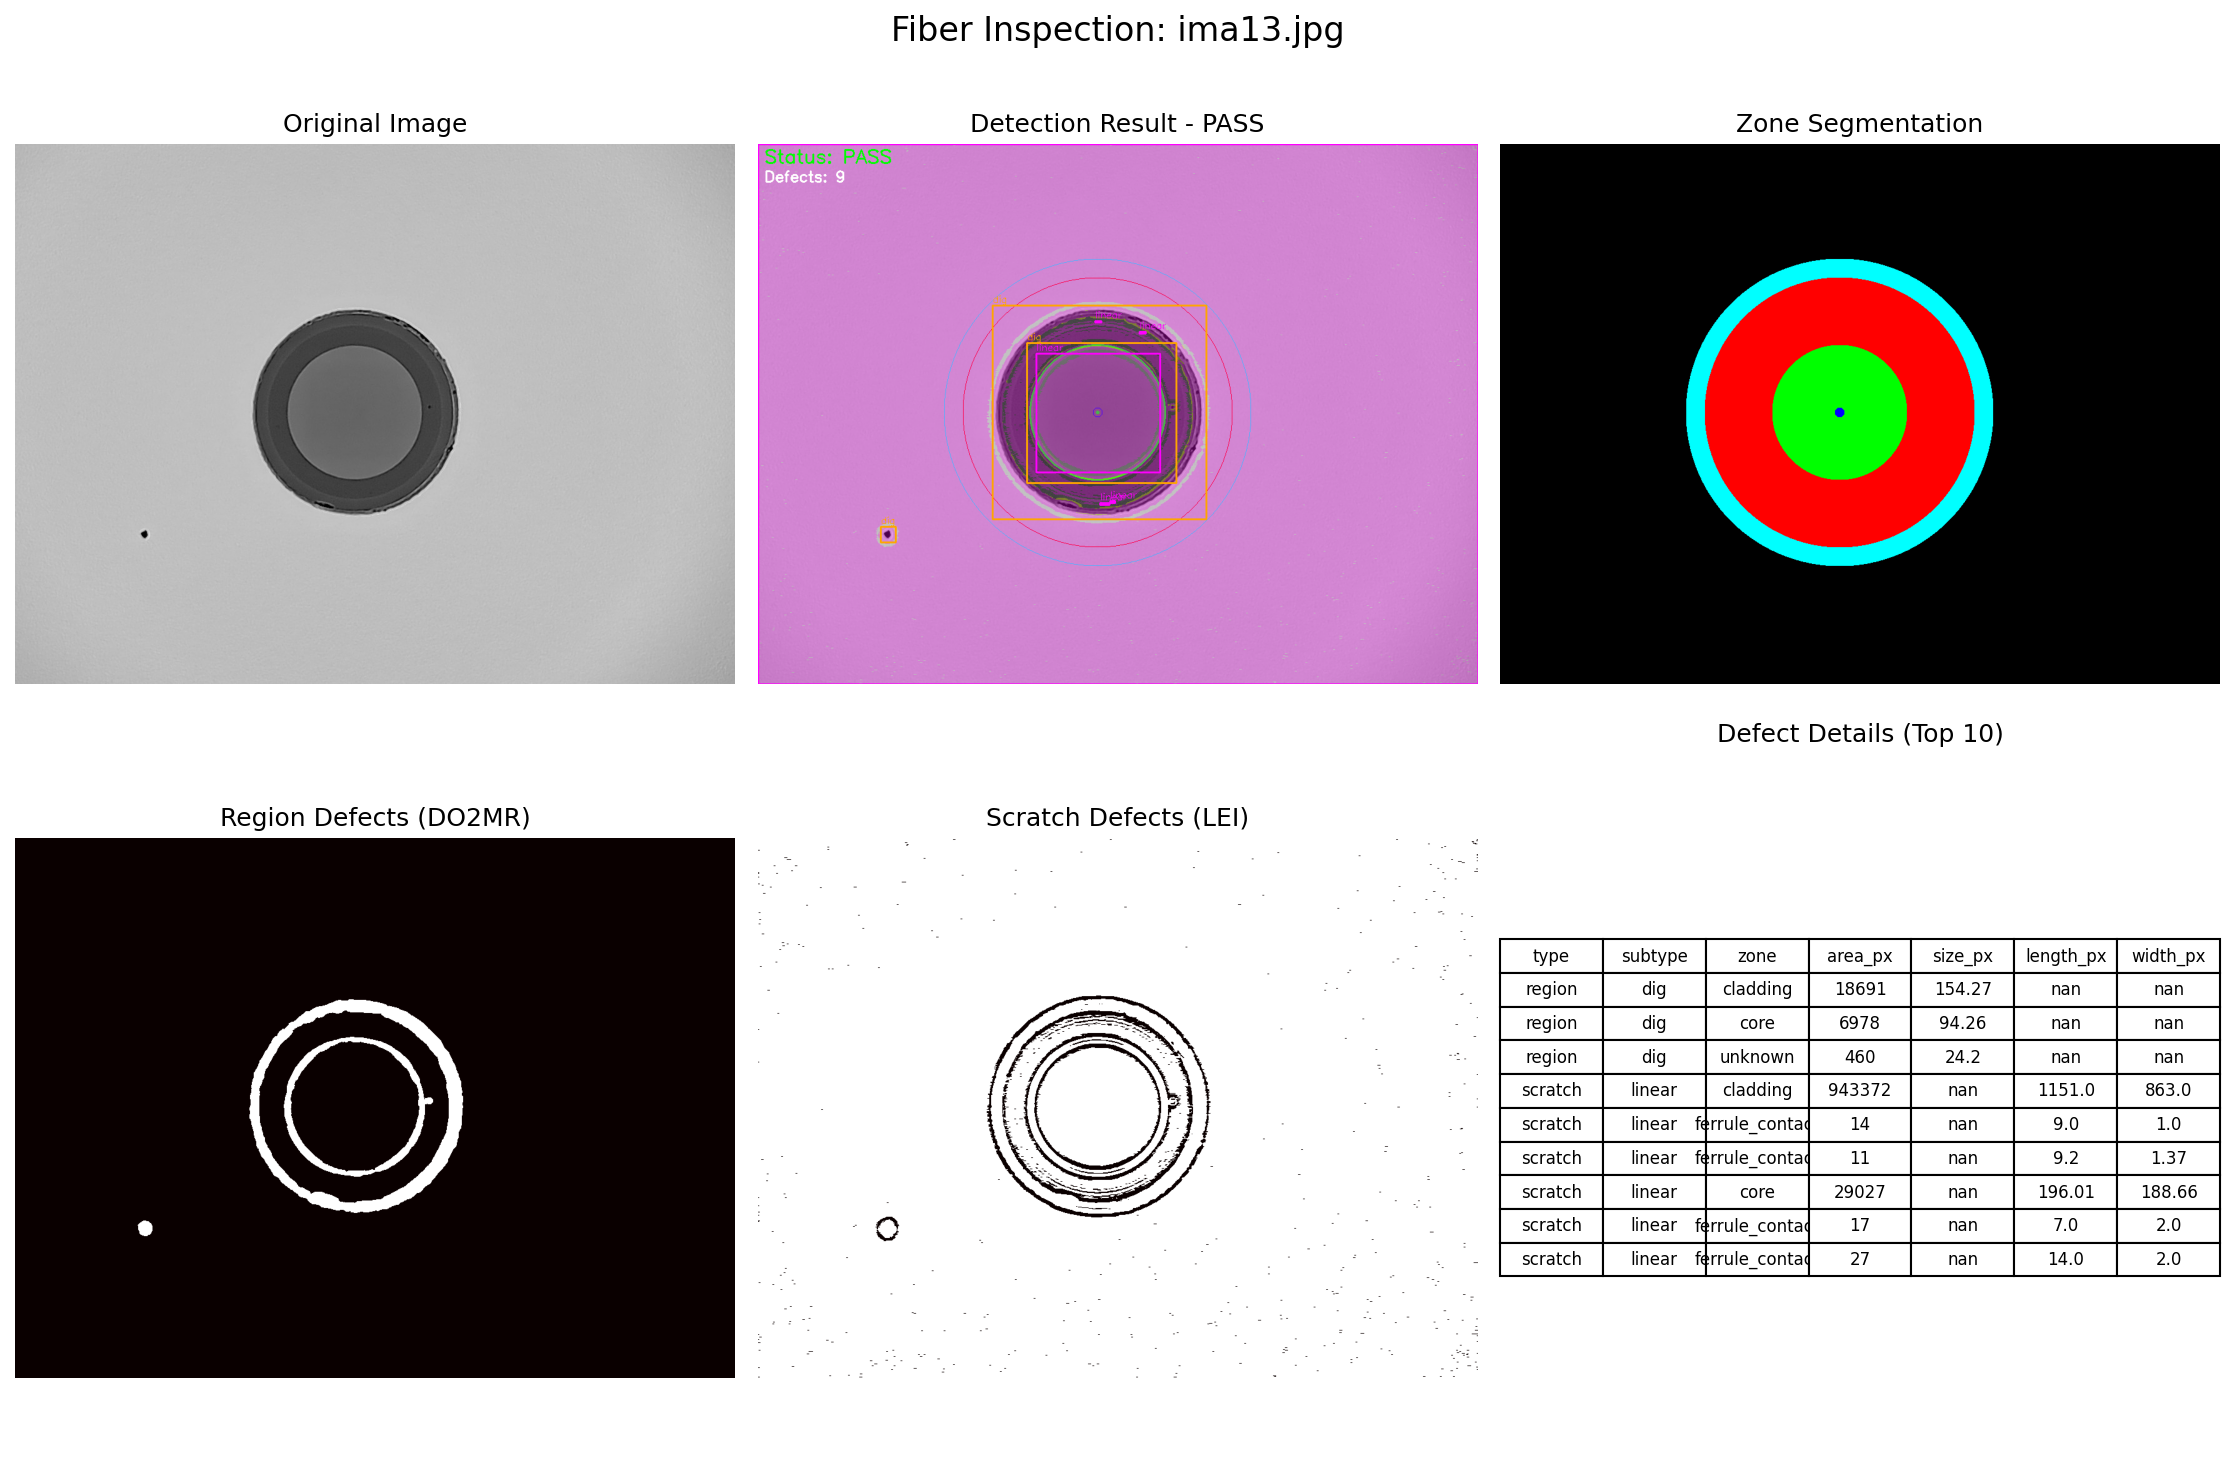 Fiber Inspection: ima13.jpg
Original Image
Detection Result - PASS
Zone Segmentation
Status: PASS
Defects: 9
dig
linear
Region Defects (DO2MR)
Scratch Defects (LEI)
Defect Details (Top 10)
type subtype zone area_px size_px length_px width_px
region dig cladding 18691 154.27 nan nan
region dig core 6978 94.26 nan nan
region dig unknown 460 24.2 nan nan
scratch linear cladding 943372 nan 1151.0 863.0
scratch linear ferrule_contac 14 nan 9.0 1.0
scratch linear ferrule_contac 11 nan 9.2 1.37
scratch linear core 29027 nan 196.01 188.66
scratch linear ferrule_contac 17 nan 7.0 2.0
scratch linear ferrule_contac 27 nan 14.0 2.0